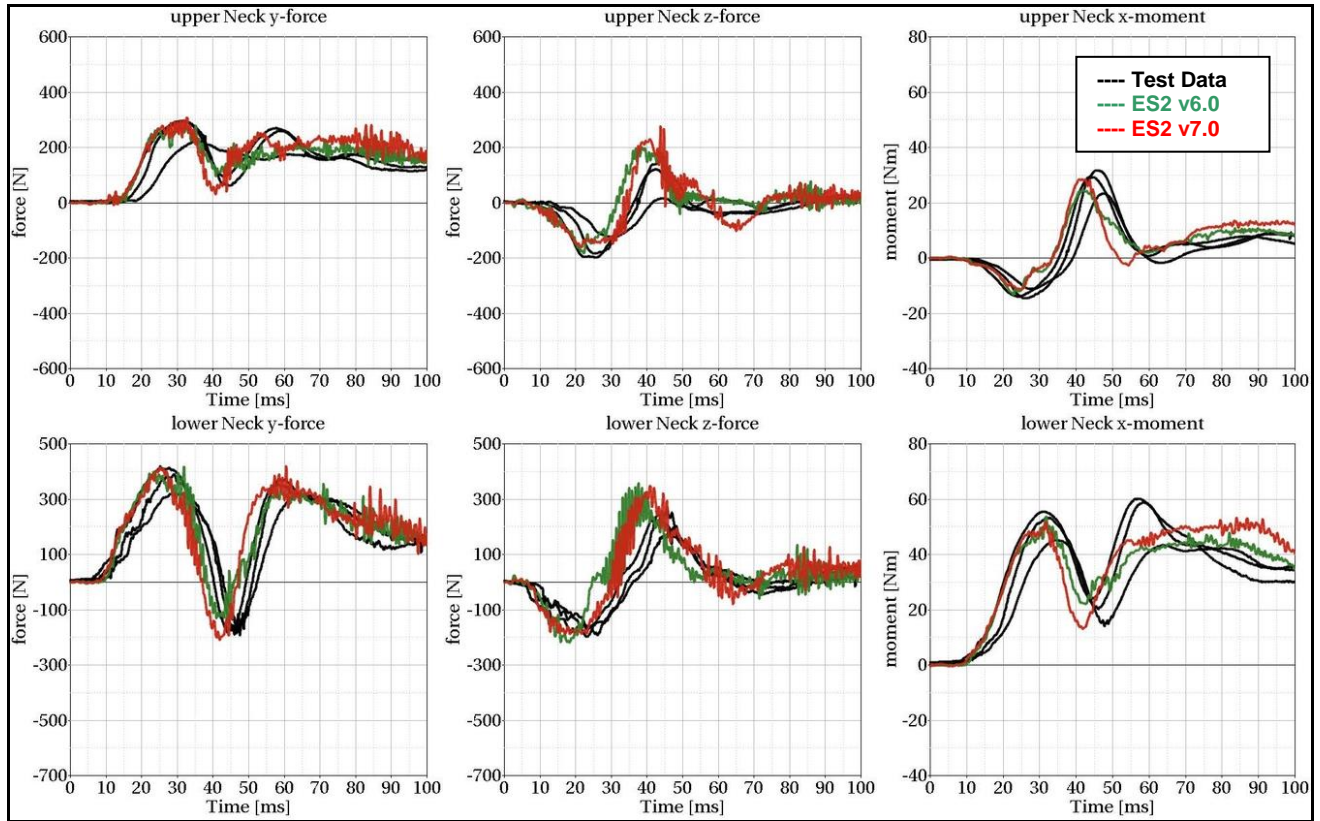 upper Neck y-force
600
400
200
0
-200
-400
-600
force [N]
0 10 20 30 40 50 60 70 80 90 100
Time [ms]
upper Neck z-force
600
400
200
0
-200
-400
-600
force [N]
0 10 20 30 40 50 60 70 80 90 100
Time [ms]
upper Neck x-moment
80
60
40
20
0
-20
-40
moment [Nm]
0 10 20 30 40 50 60 70 80 90 100
Time [ms]
---- Test Data
---- ES2 v6.0
---- ES2 v7.0
lower Neck y-force
500
300
100
-100
-300
-500
-700
force [N]
0 10 20 30 40 50 60 70 80 90 100
Time [ms]
lower Neck z-force
500
300
100
-100
-300
-500
-700
force [N]
0 10 20 30 40 50 60 70 80 90 100
Time [ms]
lower Neck x-moment
80
60
40
20
0
-20
-40
moment [Nm]
0 10 20 30 40 50 60 70 80 90 100
Time [ms]